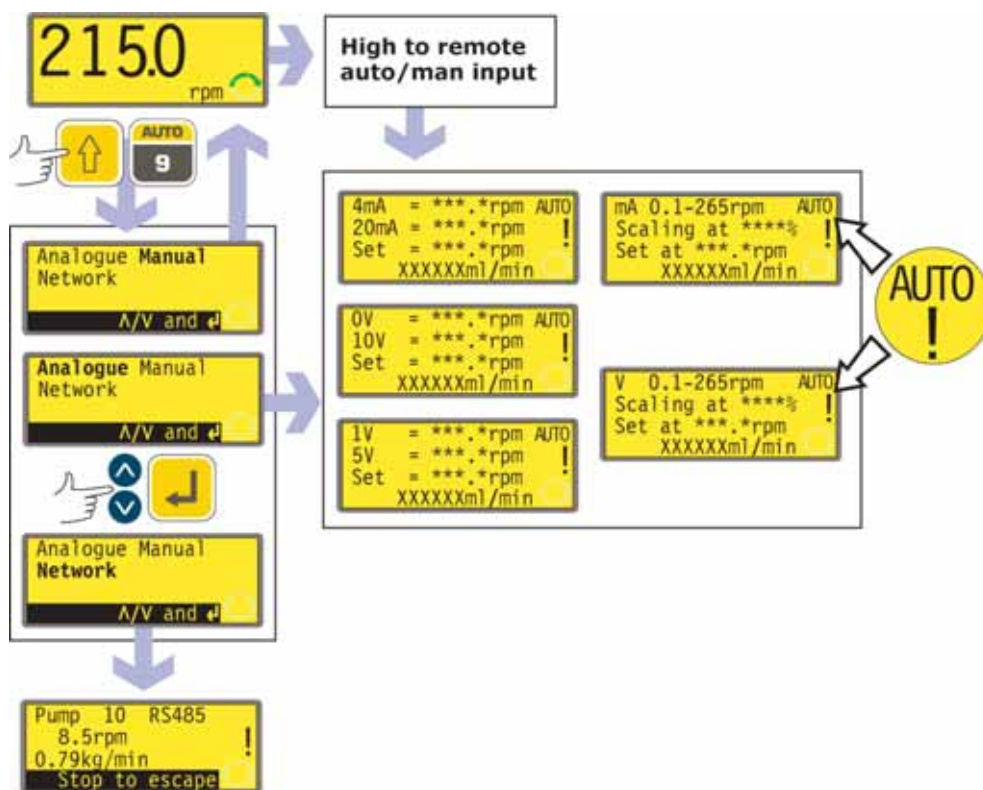 215.0
rpm
High to remote
auto/man input
AUTO
9
Analogue Manual
Network
Λ/V and ↲
Analogue Manual
Network
Λ/V and ↲
Analogue Manual
Network
Λ/V and ↲
Pump 10 RS485
8.5rpm !
0.79kg/min
Stop to escape
4mA = ***.*rpm AUTO
20mA = ***.*rpm !
Set = ***.*rpm
XXXXXXml/min
0V = ***.*rpm AUTO
10V = ***.*rpm !
Set = ***.*rpm
XXXXXXml/min
1V = ***.*rpm AUTO
5V = ***.*rpm !
Set = ***.*rpm
XXXXXXml/min
mA 0.1-265rpm AUTO
Scaling at ****% !
Set at ***.*rpm
XXXXXXml/min
V 0.1-265rpm AUTO
Scaling at ****% !
Set at ***.*rpm
XXXXXXml/min
AUTO
!